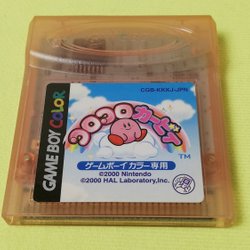 CGB-KKKJ-JPN
GAME BOY COLOR
コロコロカービィ
TM
ゲームボーイカラー専用
©2000 Nintendo
©2000 HAL Laboratory,Inc.